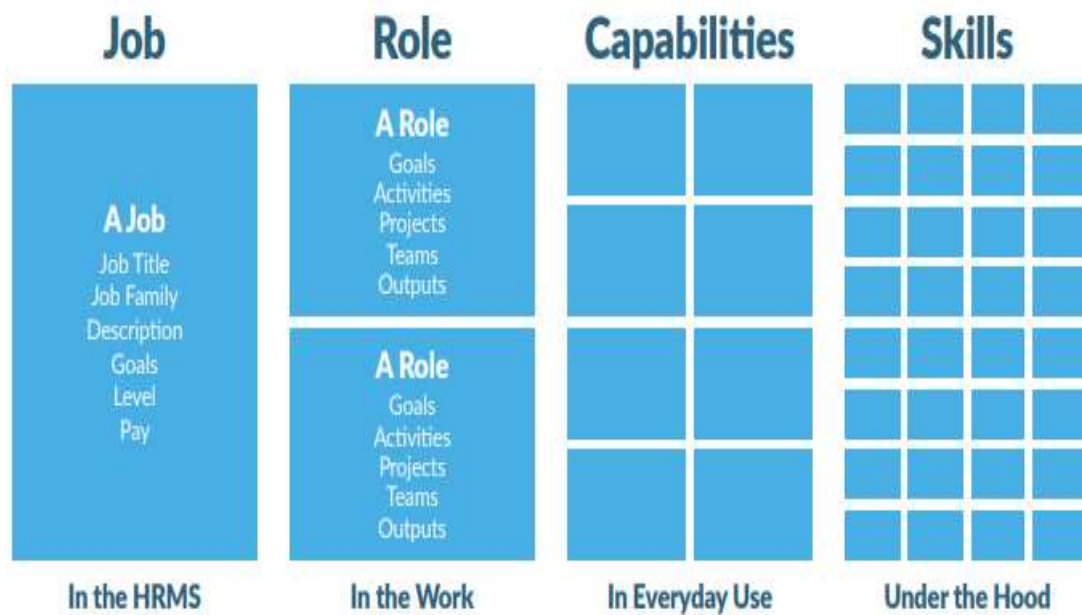 Job
Role
Capabilities
Skills
A Job
Job Title
Job Family
Description
Goals
Level
Pay
A Role
Goals
Activities
Projects
Teams
Outputs
A Role
Goals
Activities
Projects
Teams
Outputs
In the HRMS
In the Work
In Everyday Use
Under the Hood